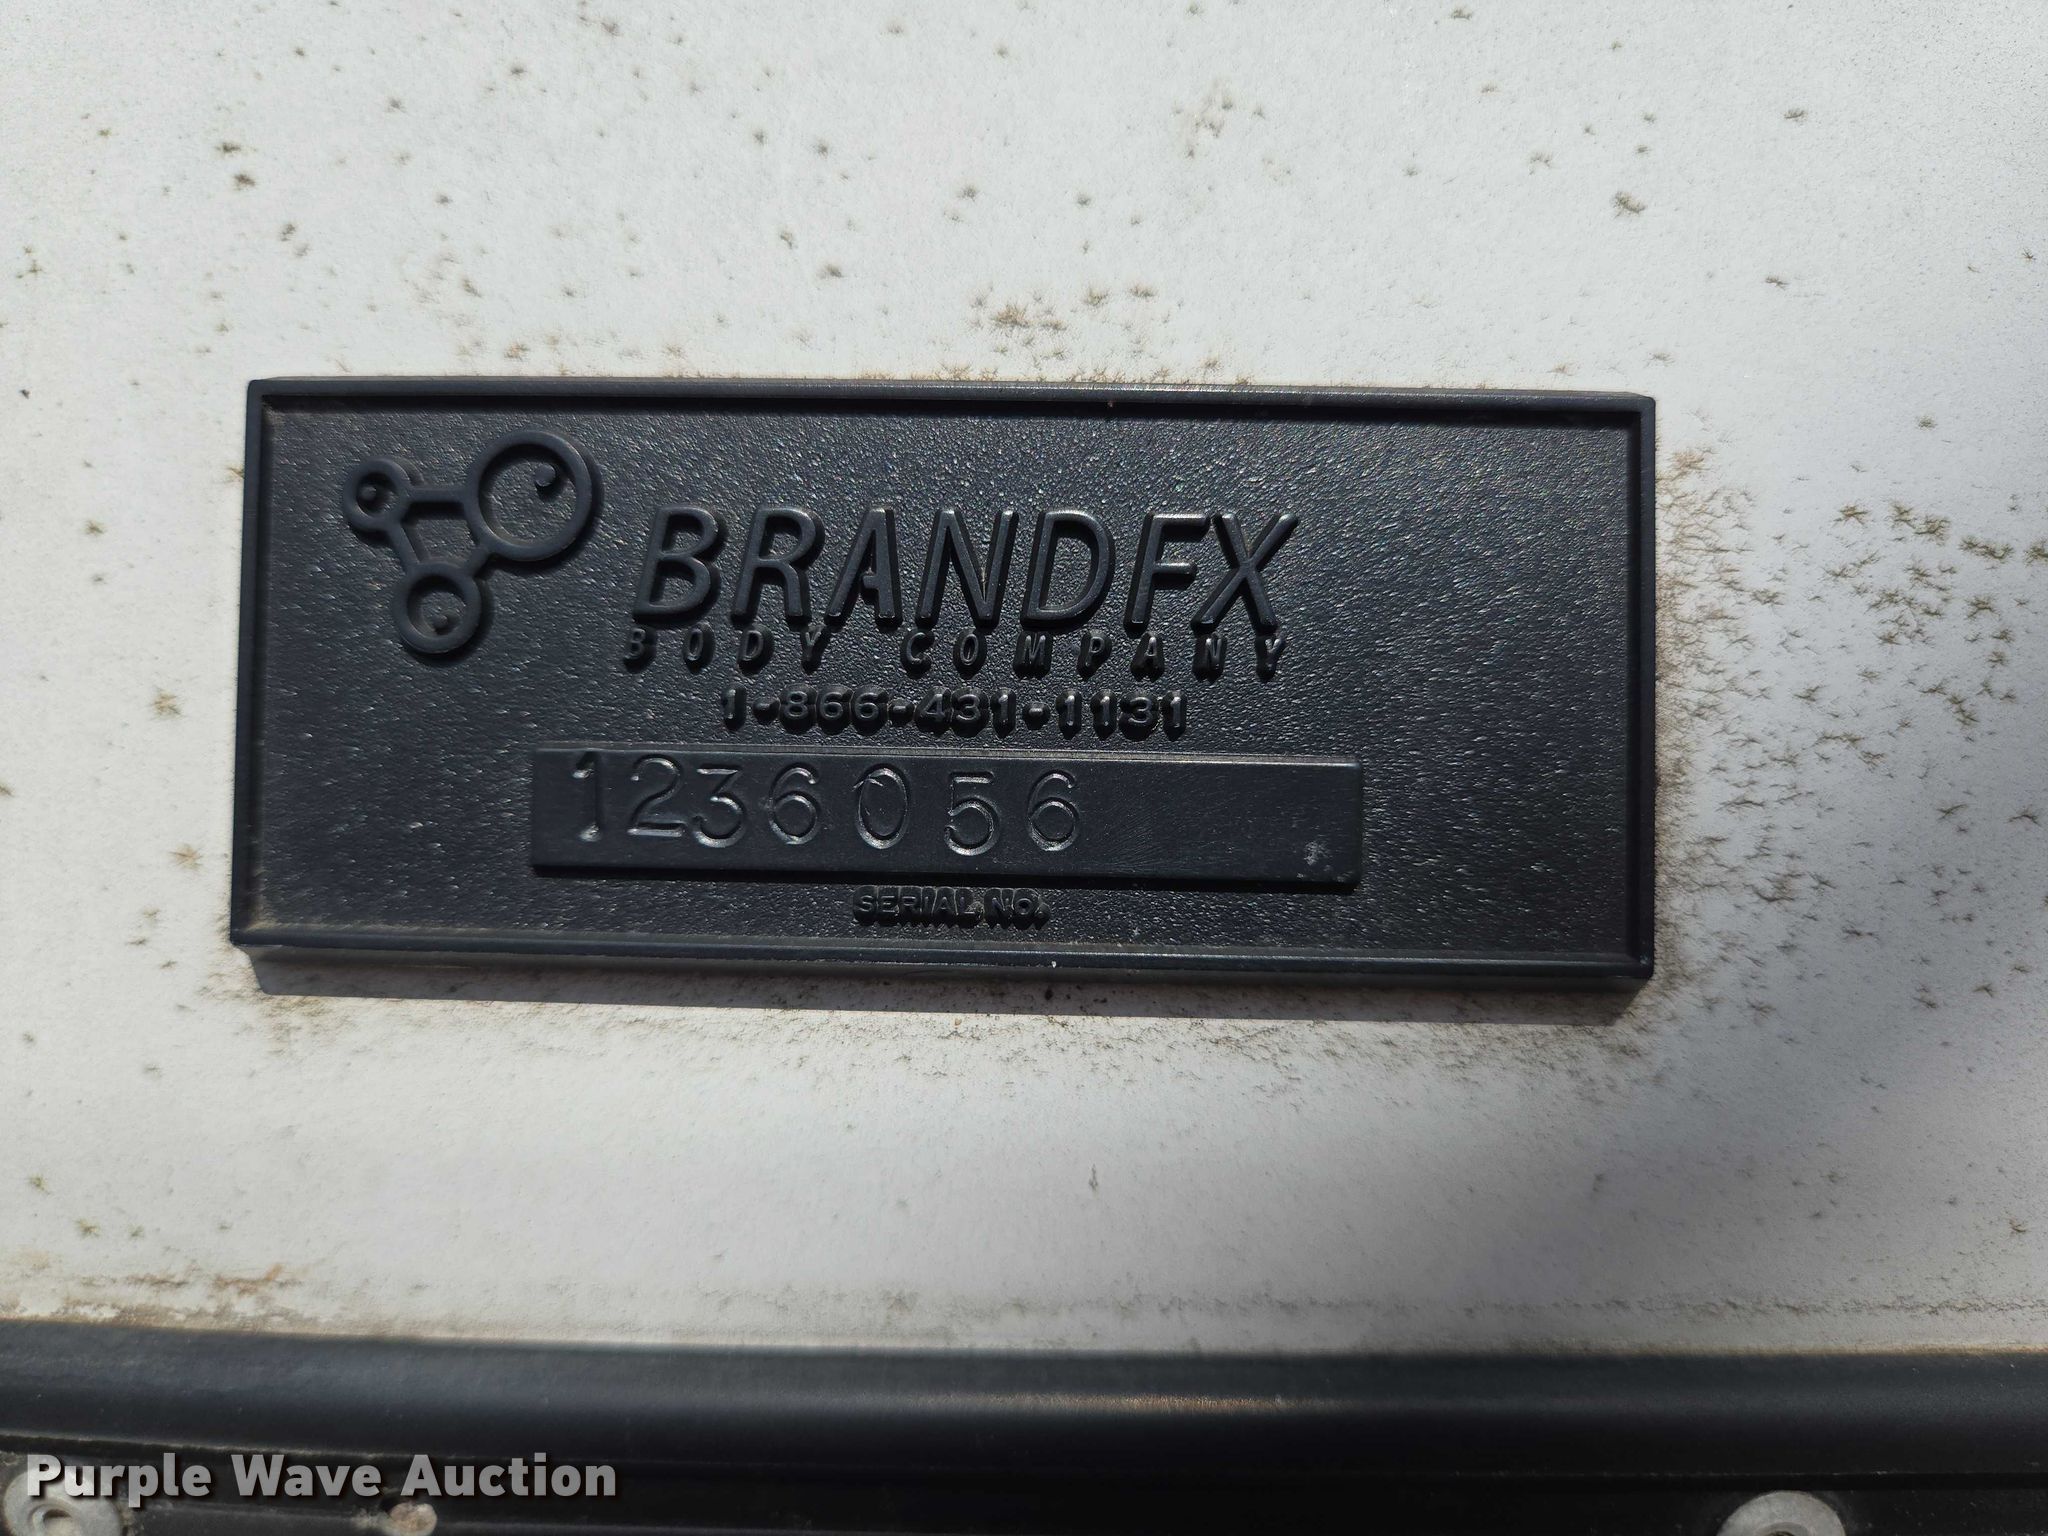 BRANDFX
BODY COMPANY
1-866-431-1131
1236056
SERIAL NO.
Purple Wave Auction